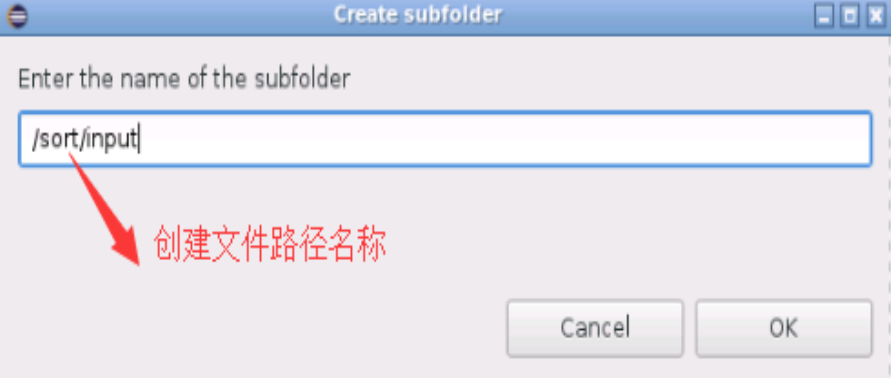 Create subfolder
Enter the name of the subfolder
/sort/input
创建文件路径名称
Cancel
OK